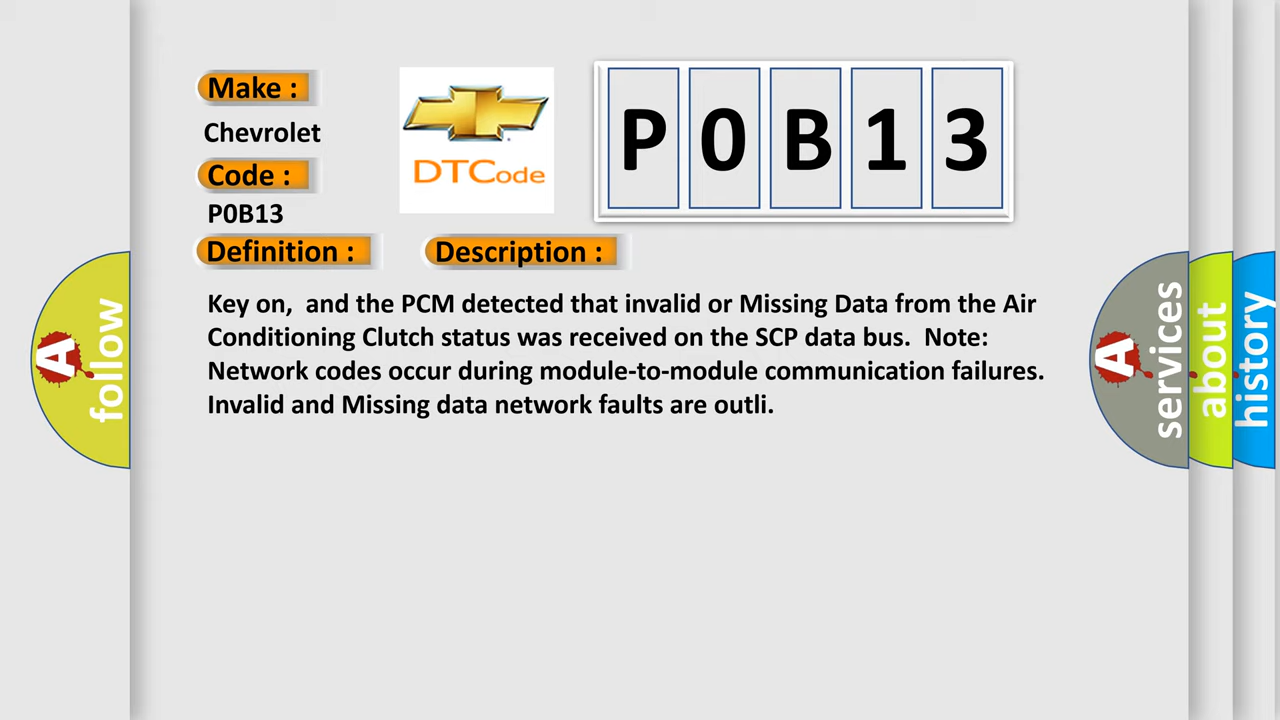 Make :
Chevrolet
Code :
P0B13
Definition :
Description :
DTCode
P 0 B 1 3
Key on,  and the PCM detected that invalid or Missing Data from the Air
Conditioning Clutch status was received on the SCP data bus  Note:
Network codes occur during module-to-module communication failures.
Invalid and Missing data network faults are outli.
A follow
A services
about
history